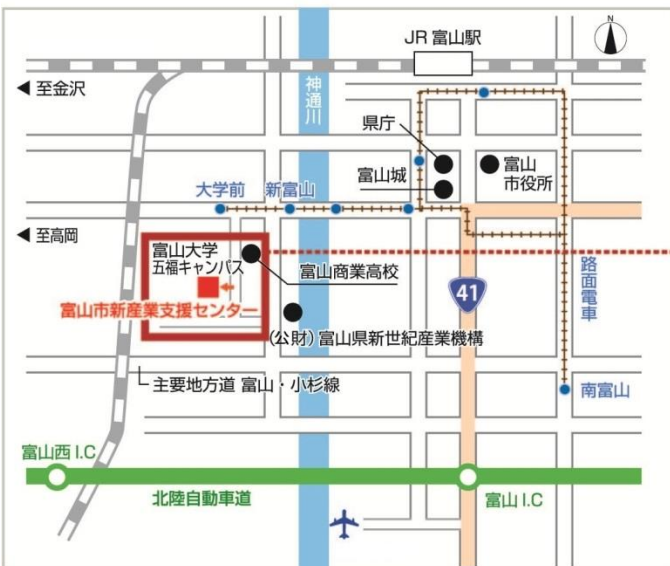 JR 富山駅
N
◀ 至金沢
神通川
県庁
富山城
富山
市役所
大学前
新富山
◀ 至高岡
富山大学
五福キャンパス
富山商業高校
路面電車
41
富山市新産業支援センター
(公財) 富山県新世紀産業機構
主要地方道 富山・小杉線
南富山
富山西 I.C
北陸自動車道
富山 I.C